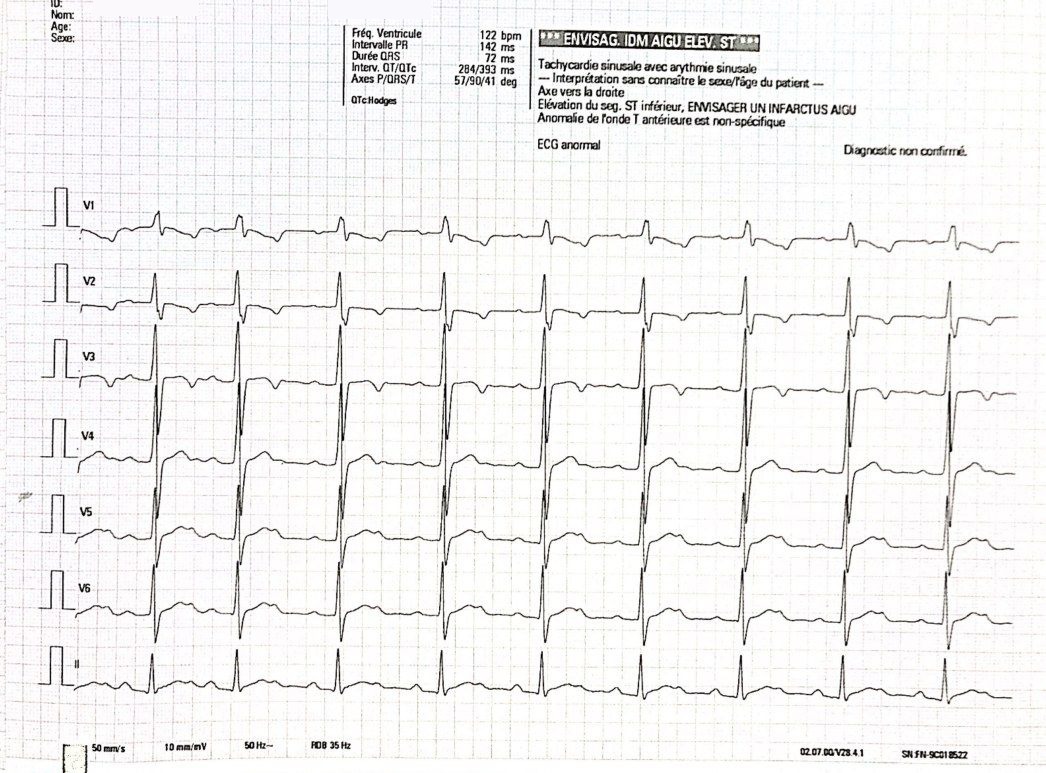 ID:
Nom:
Age:
Sexe:
Fréq. Ventricule 122 bpm
Intervalle PR 142 ms
Durée QRS 72 ms
Interv. QT/QTc 284/393 ms
Axes P/QRS/T 57/90/41 deg
QTc:Hodges
*** ENVISAG. IDM AIGU ELEV. ST ***
Tachycardie sinusale avec arythmie sinusale
--- Interprétation sans connaître le sexe/l'âge du patient ---
Axe vers la droite
Elévation du seg. ST inférieur, ENVISAGER UN INFARCTUS AIGU
Anomalie de l'onde T antérieure est non-spécifique
ECG anormal
Diagnostic non confirmé.
V1
V2
V3
V4
V5
V6
II
50 mm/s 10 mm/mV 50 Hz~ RDB 35 Hz 02.07.00/V28.4.1 SN:FN-9C018522